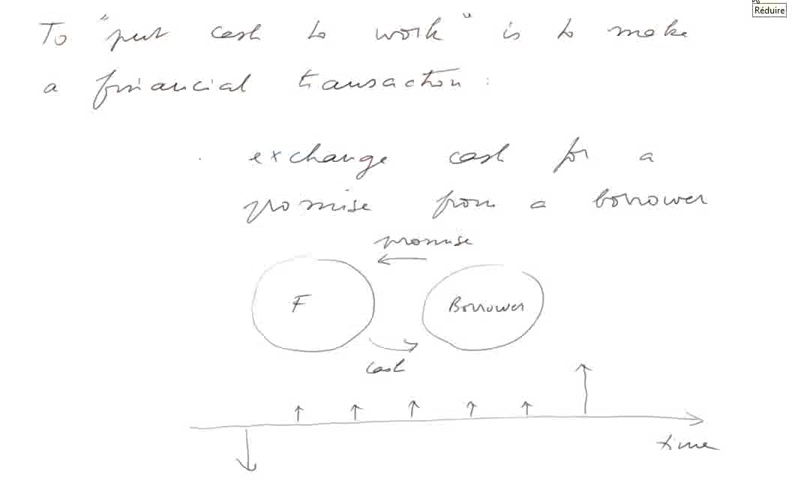 Réduire
To "put cash to work" is to make
a financial transaction:
. exchange cash for a
promise from a borrower
promise
F
Borrower
cash
time